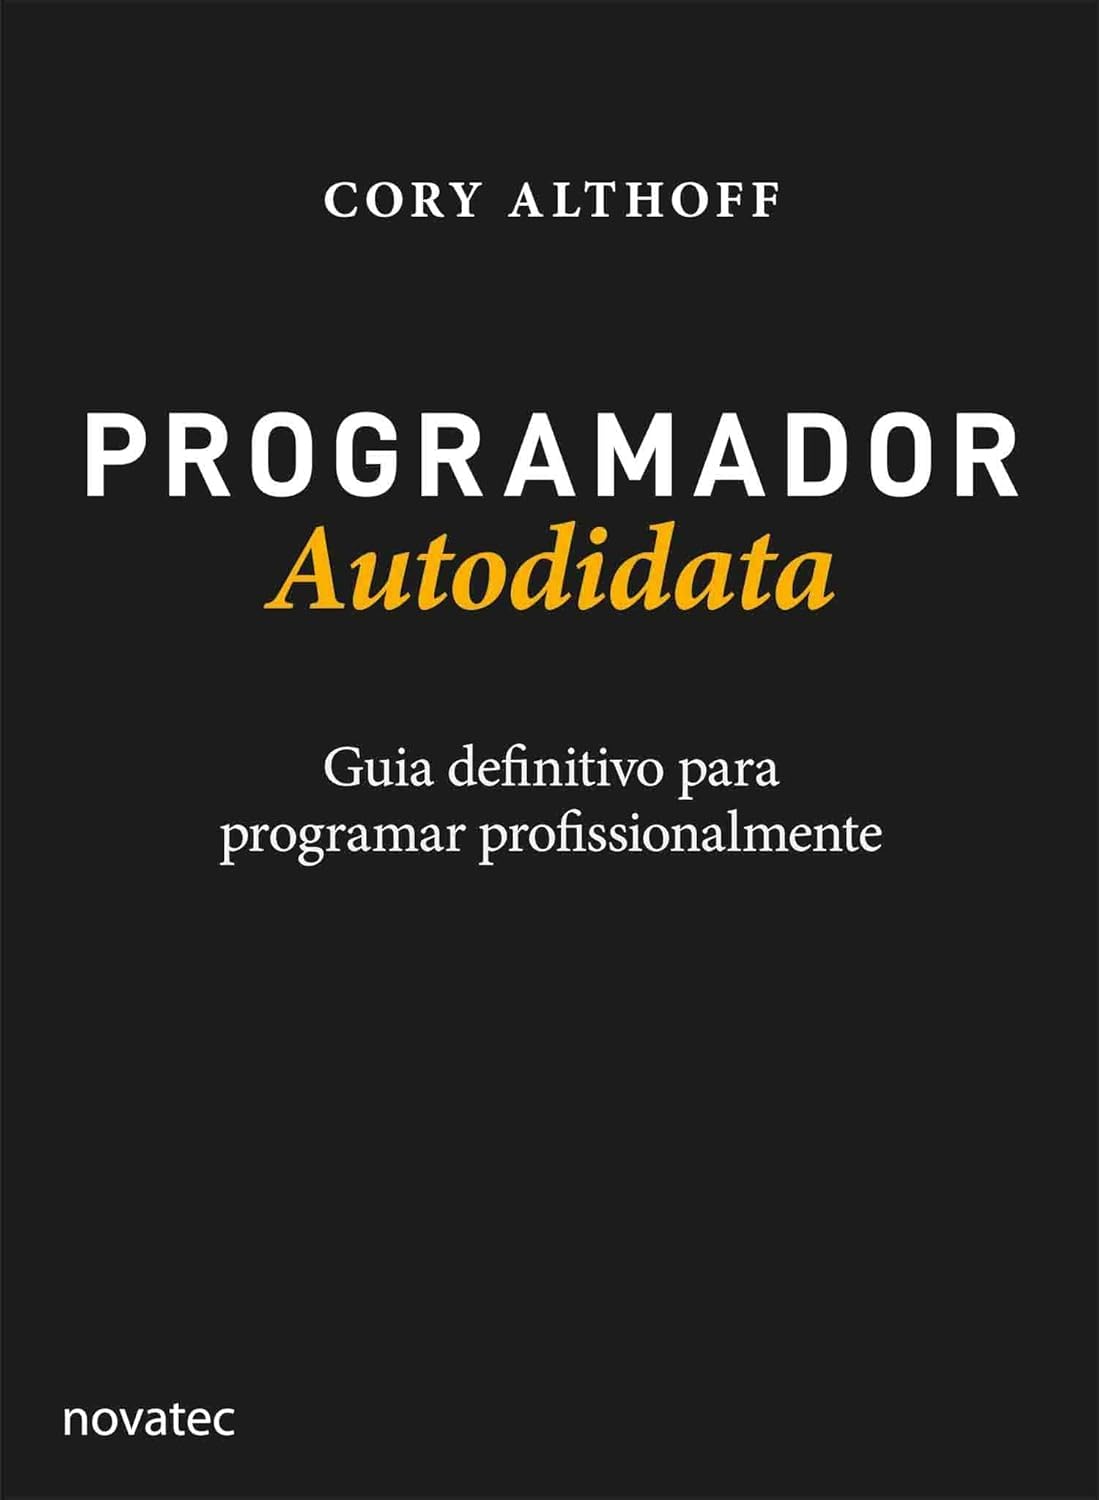 CORY ALTHOFF
PROGRAMADOR
Autodidata
Guia definitivo para
programar profissionalmente
novatec